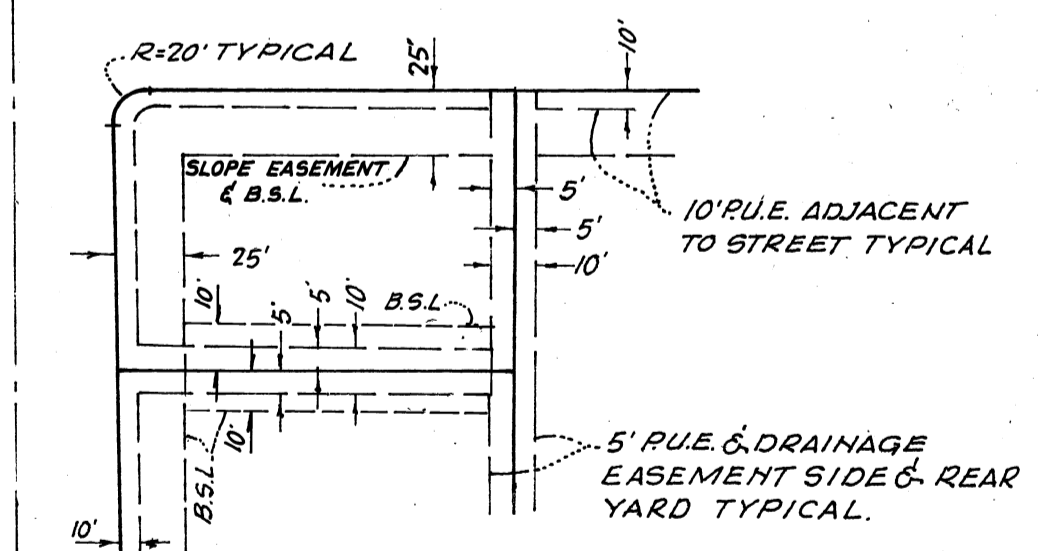 R=20' TYPICAL
25'
10'
SLOPE EASEMENT
& B.S.L.
5'
10' P.U.E. ADJACENT
TO STREET TYPICAL
5'
10'
25'
10'
5'
5'
10'
B.S.L.
10'
B.S.L.
5' P.U.E. & DRAINAGE
EASEMENT SIDE & REAR
YARD TYPICAL.
10'